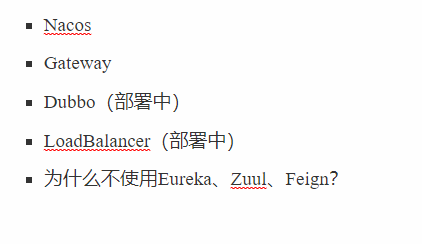 Nacos
Gateway
Dubbo（部署中）
LoadBalancer（部署中）
为什么不使用Eureka、Zuul、Feign？